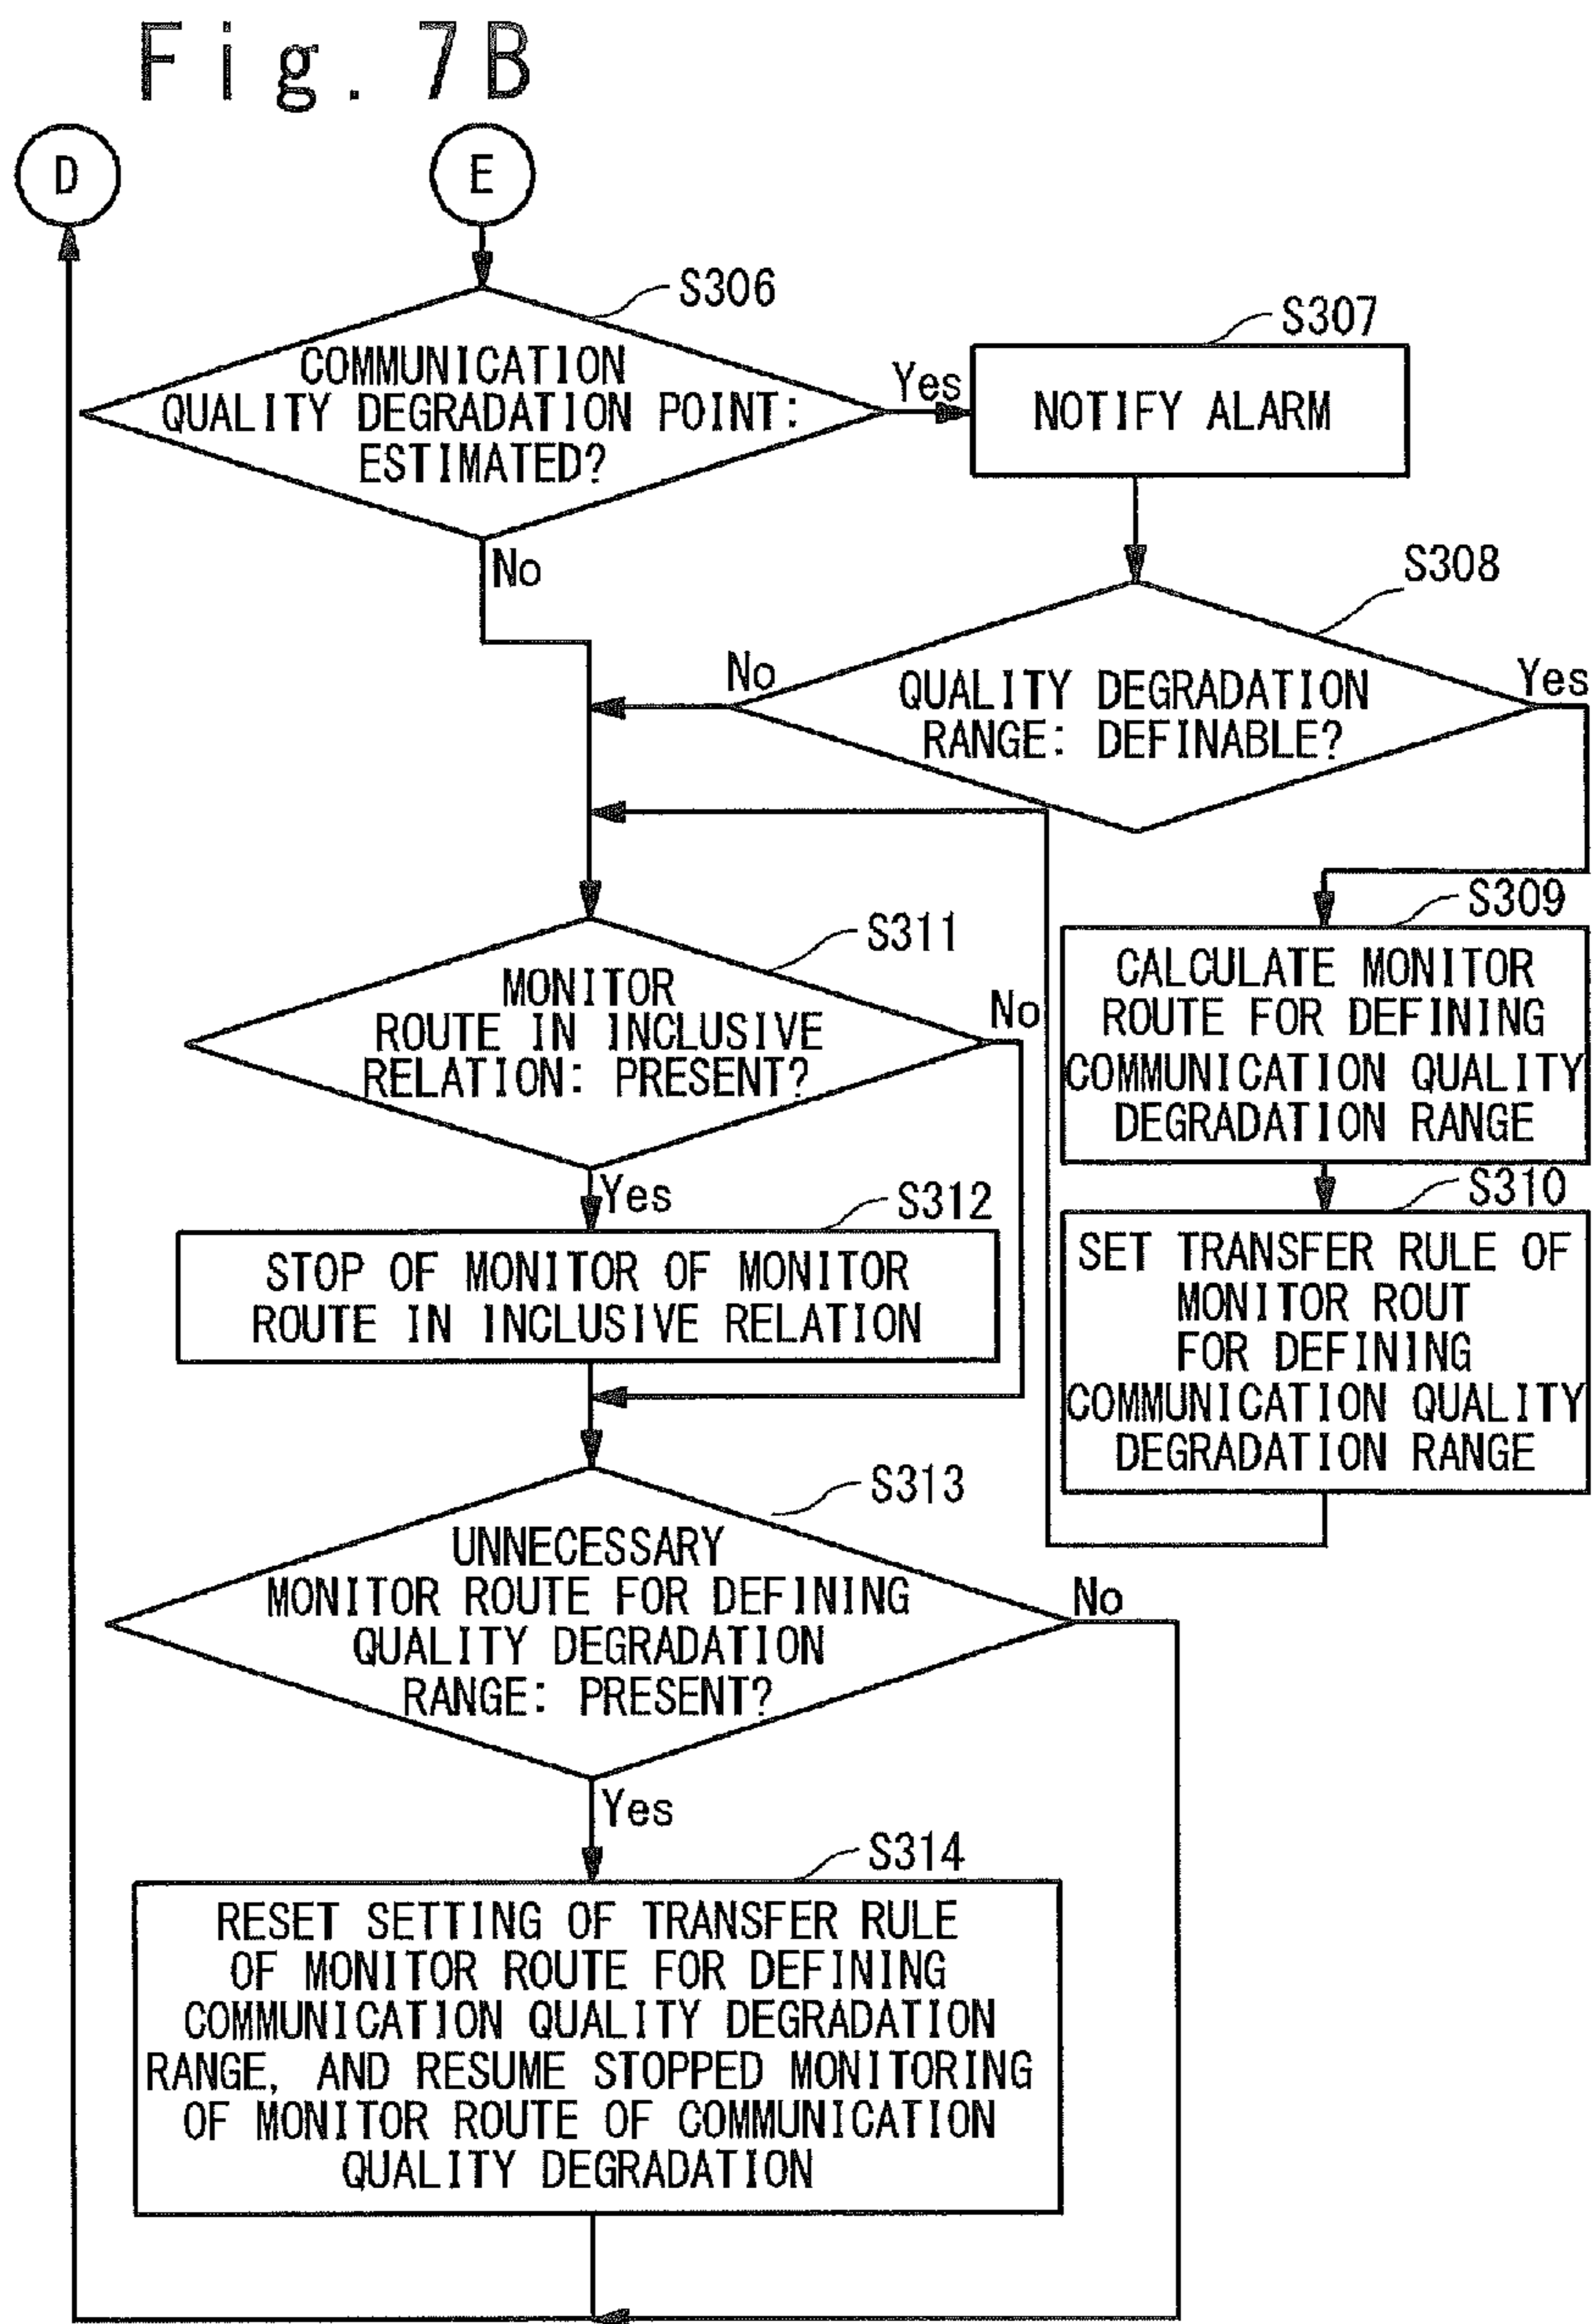 Fig. 7B
D
E
S306
COMMUNICATION
QUALITY DEGRADATION POINT:
ESTIMATED?
Yes
No
S307
NOTIFY ALARM
S308
QUALITY DEGRADATION
RANGE: DEFINABLE?
No
Yes
S309
CALCULATE MONITOR
ROUTE FOR DEFINING
COMMUNICATION QUALITY
DEGRADATION RANGE
S310
SET TRANSFER RULE OF
MONITOR ROUT
FOR DEFINING
COMMUNICATION QUALITY
DEGRADATION RANGE
S311
MONITOR
ROUTE IN INCLUSIVE
RELATION: PRESENT?
No
Yes
S312
STOP OF MONITOR OF MONITOR
ROUTE IN INCLUSIVE RELATION
S313
UNNECESSARY
MONITOR ROUTE FOR DEFINING
QUALITY DEGRADATION
RANGE: PRESENT?
No
Yes
S314
RESET SETTING OF TRANSFER RULE
OF MONITOR ROUTE FOR DEFINING
COMMUNICATION QUALITY DEGRADATION
RANGE, AND RESUME STOPPED MONITORING
OF MONITOR ROUTE OF COMMUNICATION
QUALITY DEGRADATION